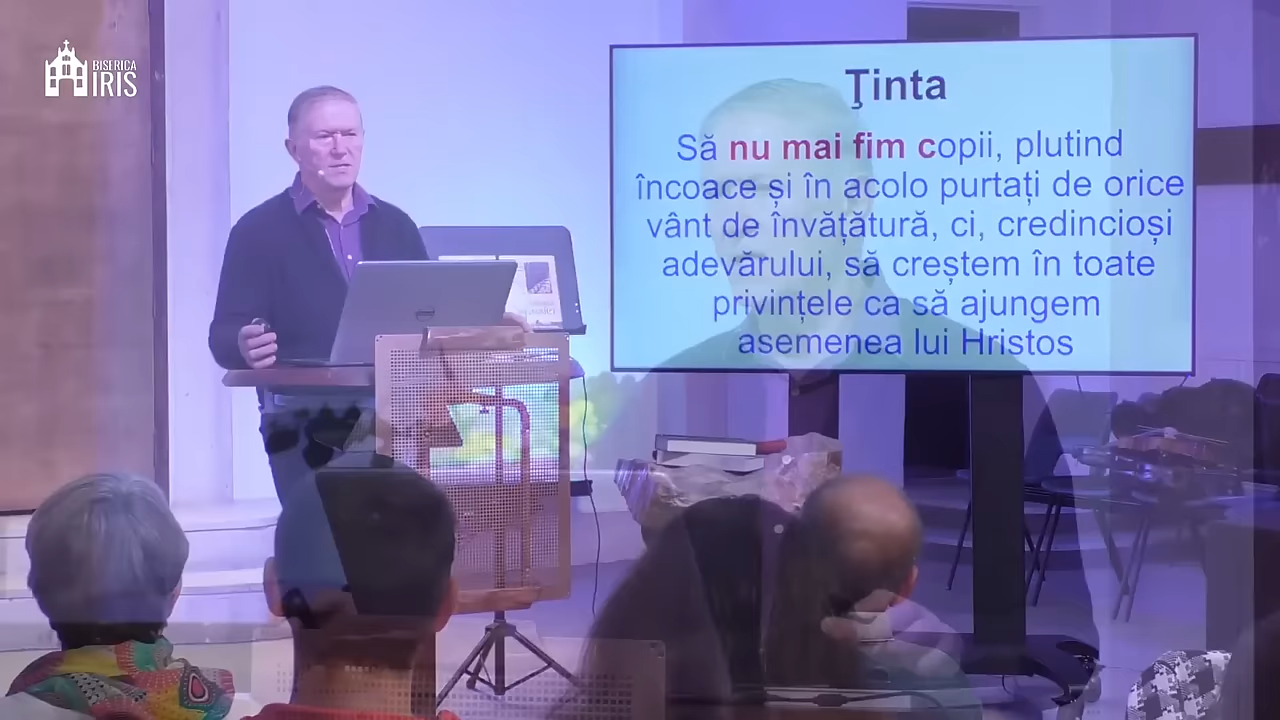 BISERICA
IRIS
Ţinta
Să nu mai fim copii, plutind
încoace și în acolo purtați de orice
vânt de învățătură, ci, credincioși
adevărului, să creștem în toate
privințele ca să ajungem
asemenea lui Hristos